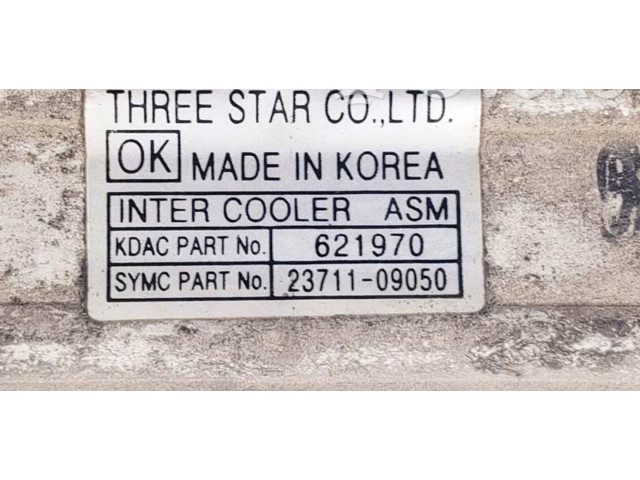 THREE STAR CO.,LTD.
OK MADE IN KOREA
INTER COOLER ASM
KDAC PART No. 621970
SYMC PART No. 23711-09050